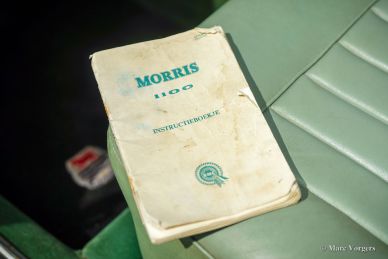 MORRIS
1100
INSTRUCTIEBOEKJE
© Marc Vorgers